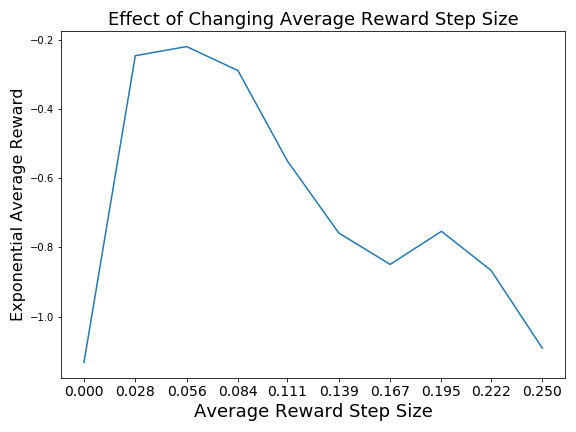 Effect of Changing Average Reward Step Size
Exponential Average Reward
−0.2
−0.4
−0.6
−0.8
−1.0
0.000 0.028 0.056 0.084 0.111 0.139 0.167 0.195 0.222 0.250
Average Reward Step Size